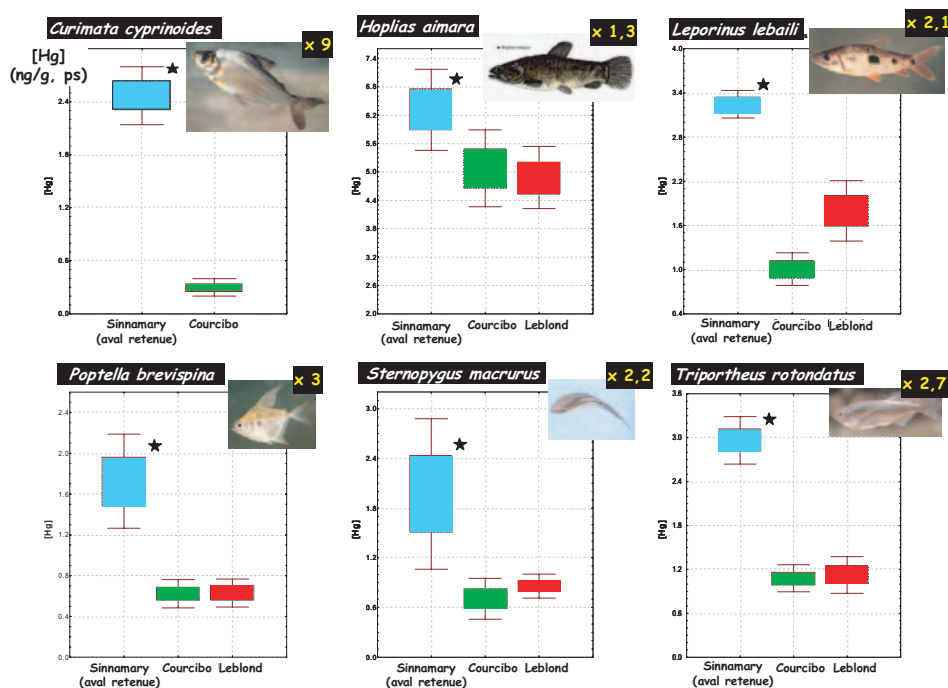 Curimata cyprinoides
x 9
[Hg]
(ng/g, ps)
2.4
1.8
1.2
0.6
0.0
[Hg]
Sinnamary
(aval retenue)
Courcibo
Hoplias aimara
x 1,3
7.4
6.8
6.2
5.6
5.0
4.4
3.8
3.2
2.6
2.0
[Hg]
Sinnamary
(aval retenue)
Courcibo
Leblond
Leporinus lebaili
x 2,1
4.0
3.4
2.2
1.6
1.0
0.4
[Hg]
Sinnamary
(aval retenue)
Courcibo
Leblond
Poptella brevispina
x 3
2.0
1.6
1.2
0.8
0.4
0.0
[Hg]
Sinnamary
(aval retenue)
Courcibo
Leblond
Sternopygus macrurus
x 2,2
3.0
2.4
1.8
1.2
0.6
0.0
[Hg]
Sinnamary
(aval retenue)
Courcibo
Leblond
Triportheus rotondatus
x 2,7
3.6
3.0
2.4
1.8
1.2
0.6
0.0
[Hg]
Sinnamary
(aval retenue)
Courcibo
Leblond